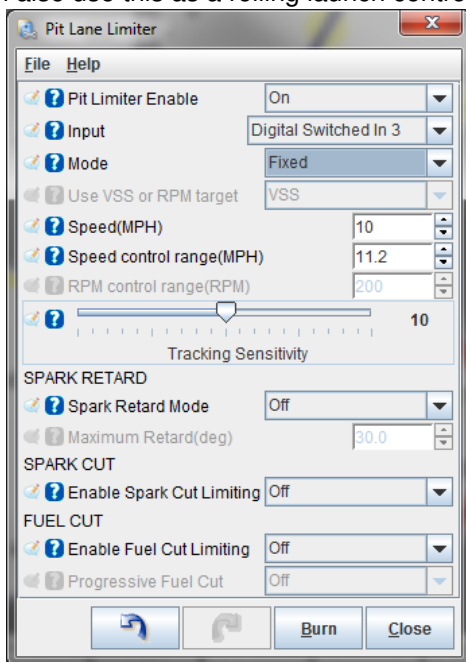 I also use this as a rolling launch contro
Pit Lane Limiter
File Help
Pit Limiter Enable On
Input Digital Switched In 3
Mode Fixed
Use VSS or RPM target VSS
Speed(MPH) 10
Speed control range(MPH) 11.2
RPM control range(RPM) 200
10
Tracking Sensitivity
SPARK RETARD
Spark Retard Mode Off
Maximum Retard(deg) 30.0
SPARK CUT
Enable Spark Cut Limiting Off
FUEL CUT
Enable Fuel Cut Limiting Off
Progressive Fuel Cut Off
Burn Close